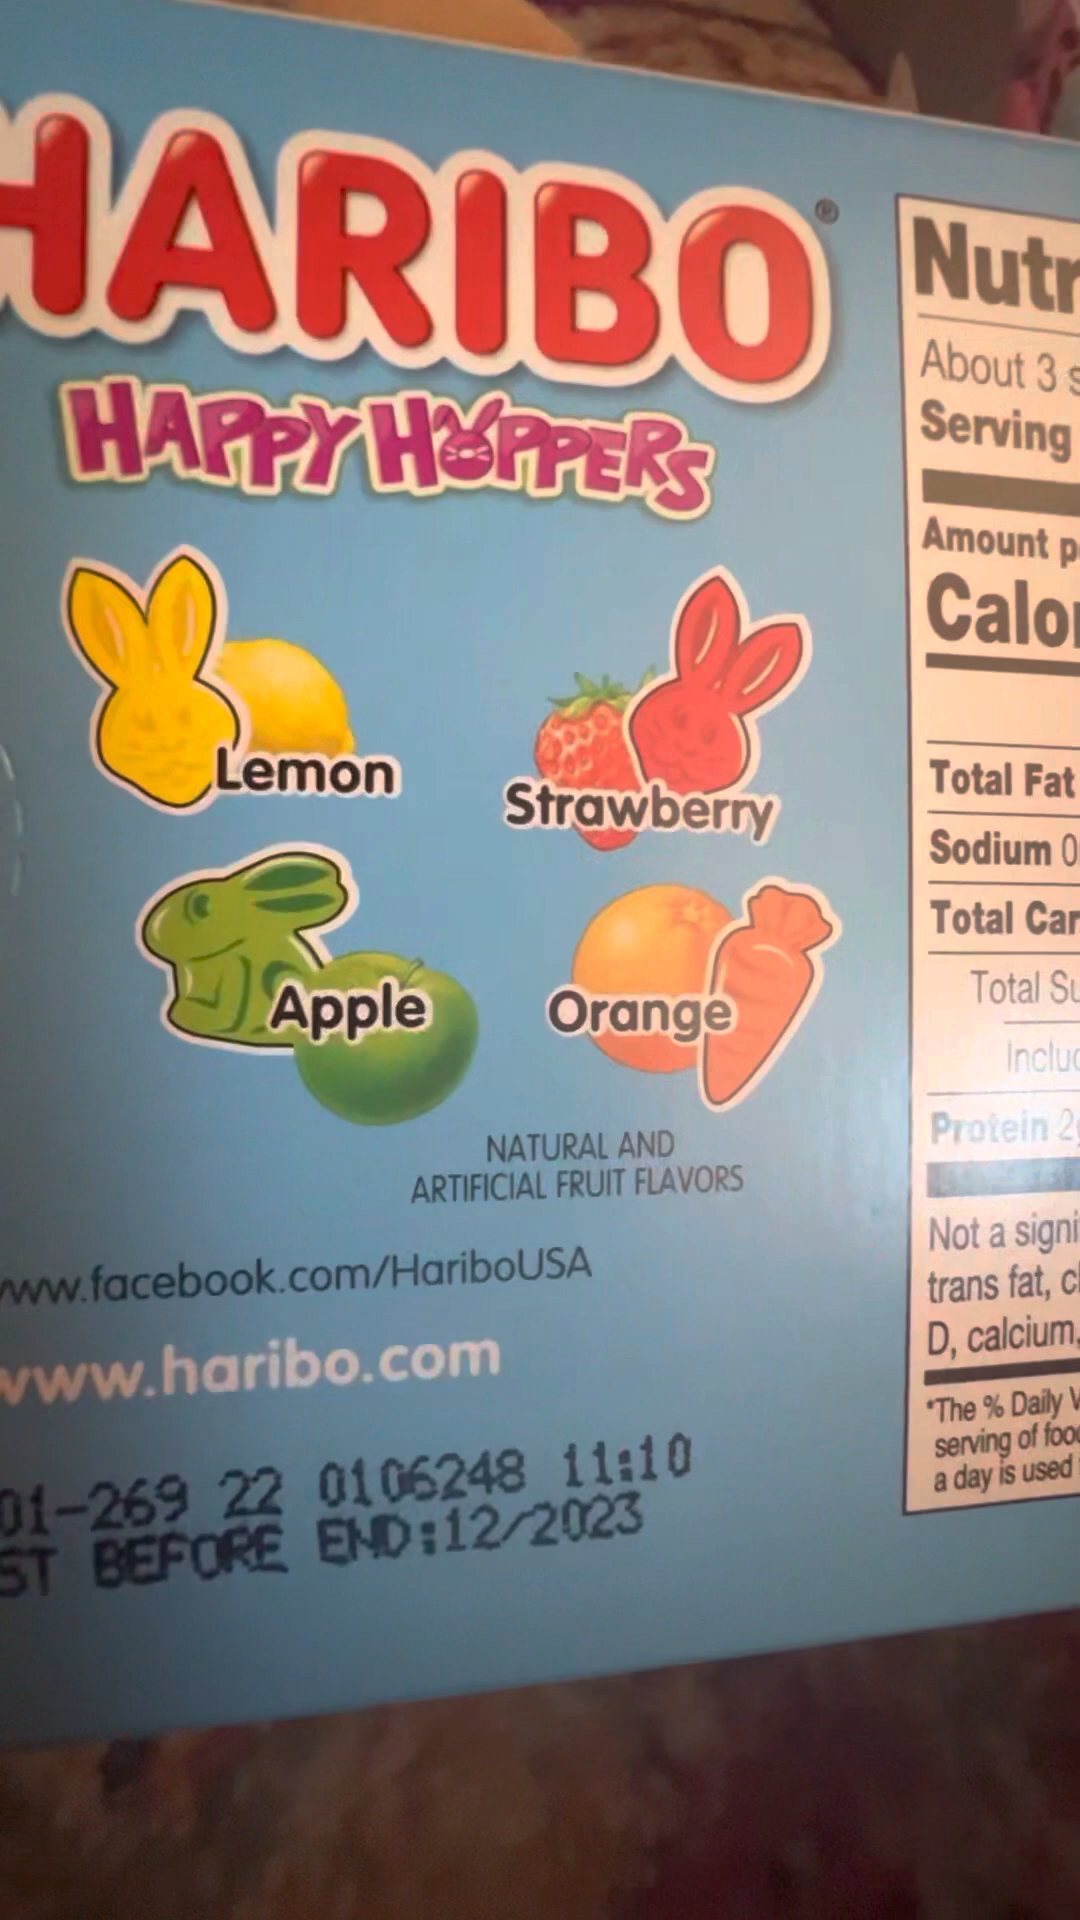 HARIBO®
HAPPY HOPPERS
Lemon
Strawberry
Apple
Orange
NATURAL AND
ARTIFICIAL FRUIT FLAVORS
www.facebook.com/HariboUSA
www.haribo.com
01-269 22 0106248 11:10
ST BEFORE END:12/2023
Nutr
About 3 s
Serving
Amount p
Calor
Total Fat
Sodium 0
Total Car
Total Su
Includ
Protein 2g
Not a signi
trans fat, c
D, calcium,
*The % Daily V
serving of food
a day is used